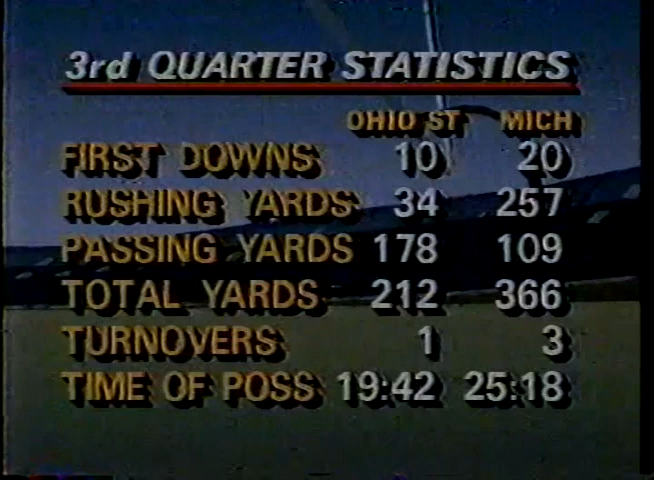 3rd QUARTER STATISTICS
OHIO ST MICH
FIRST DOWNS 10 20
RUSHING YARDS 34 257
PASSING YARDS 178 109
TOTAL YARDS 212 366
TURNOVERS 1 3
TIME OF POSS 19:42 25:18